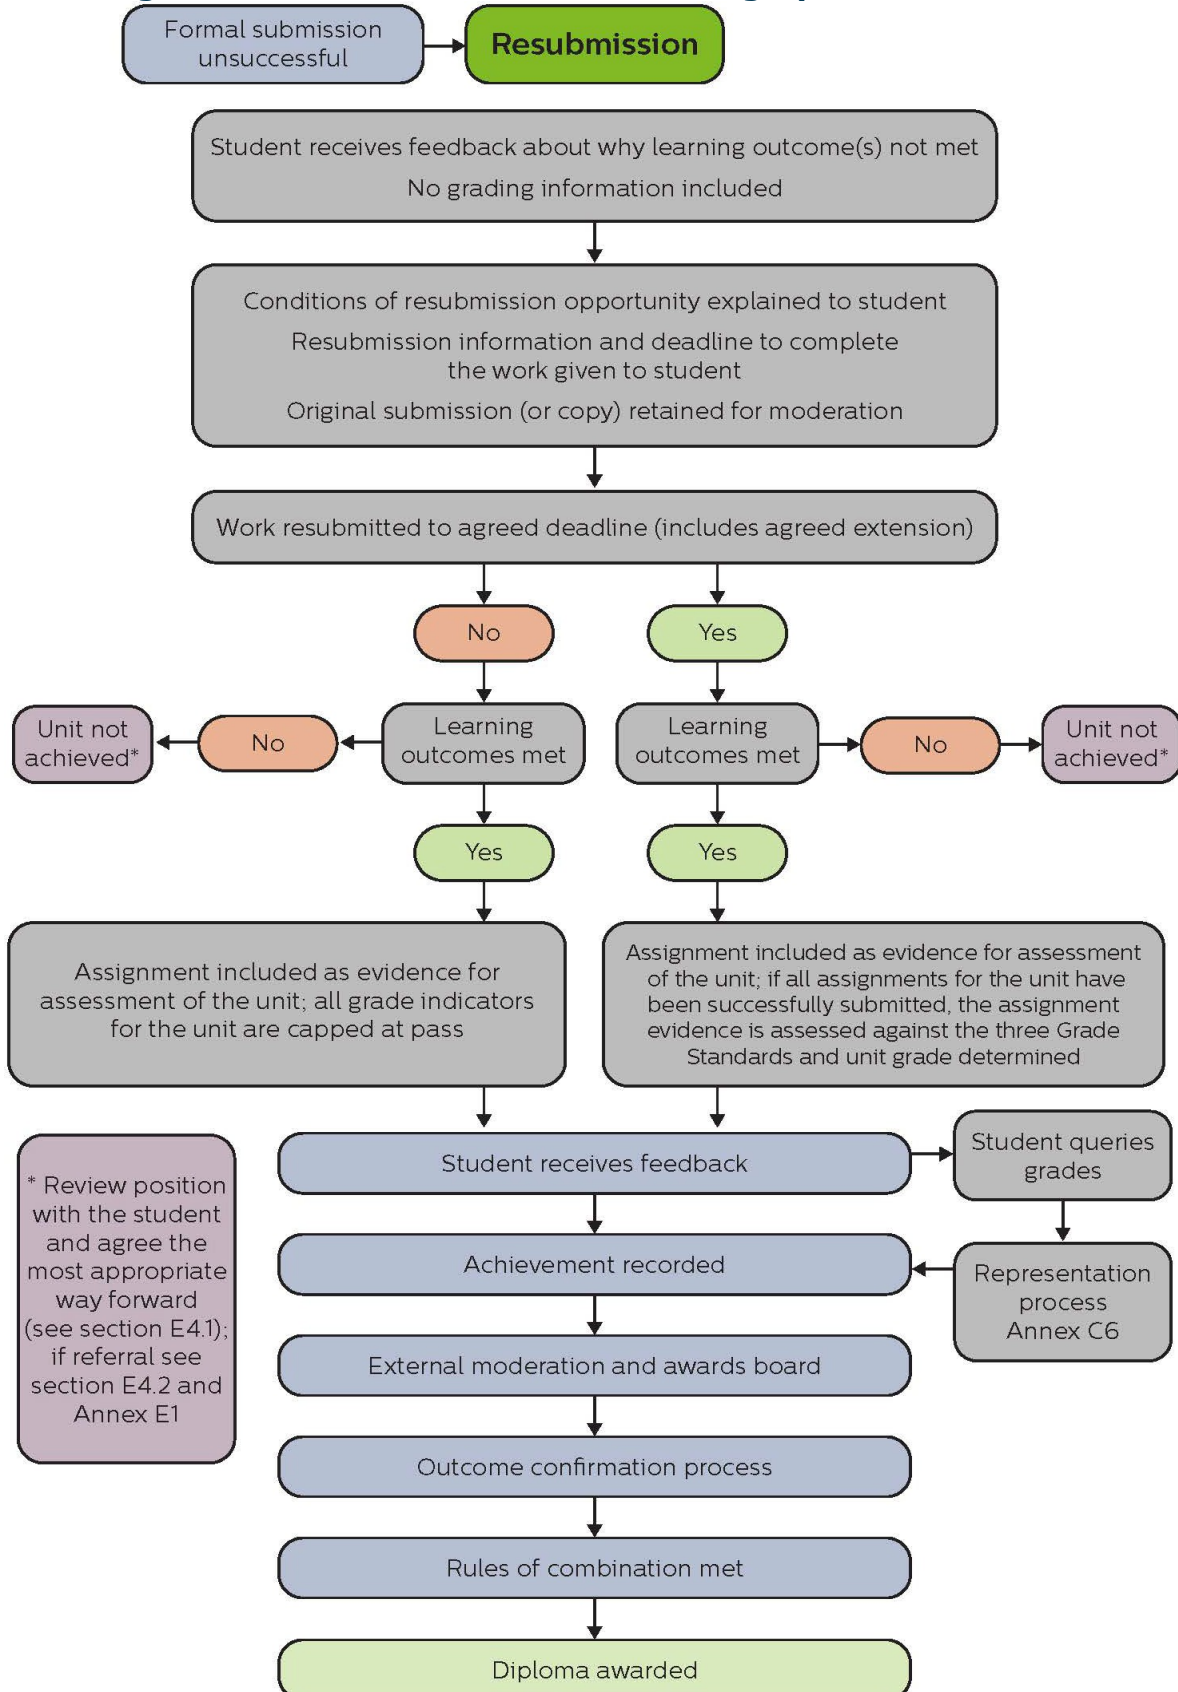 Formal submission
unsuccessful
Resubmission
Student receives feedback about why learning outcome(s) not met
No grading information included
Conditions of resubmission opportunity explained to student
Resubmission information and deadline to complete
the work given to student
Original submission (or copy) retained for moderation
Work resubmitted to agreed deadline (includes agreed extension)
No
Yes
Unit not
achieved*
No
Learning
outcomes met
Learning
outcomes met
No
Unit not
achieved*
Yes
Yes
Assignment included as evidence for
assessment of the unit; all grade indicators
for the unit are capped at pass
Assignment included as evidence for assessment
of the unit; if all assignments for the unit have
been successfully submitted, the assignment
evidence is assessed against the three Grade
Standards and unit grade determined
* Review position
with the student
and agree the
most appropriate
way forward
(see section E4.1);
if referral see
section E4.2 and
Annex E1
Student receives feedback
Student queries
grades
Achievement recorded
Representation
process
Annex C6
External moderation and awards board
Outcome confirmation process
Rules of combination met
Diploma awarded